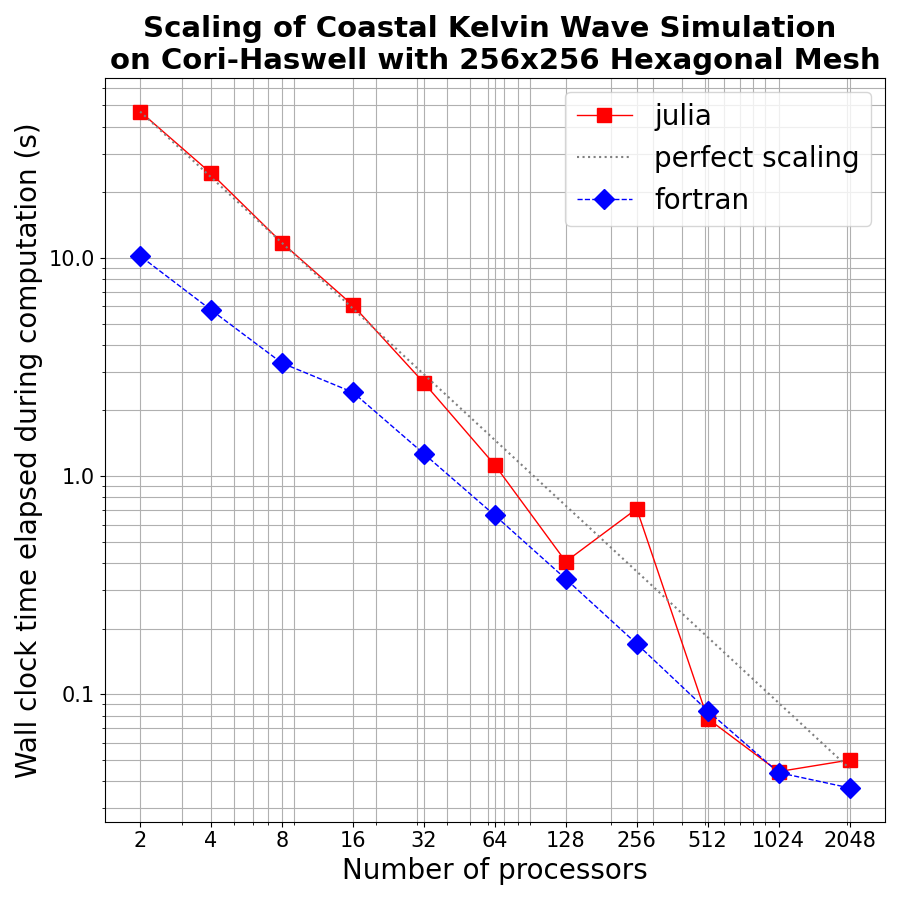 Scaling of Coastal Kelvin Wave Simulation
on Cori-Haswell with 256x256 Hexagonal Mesh
julia
perfect scaling
fortran
Wall clock time elapsed during computation (s)
10.0
1.0
0.1
2 4 8 16 32 64 128 256 512 1024 2048
Number of processors